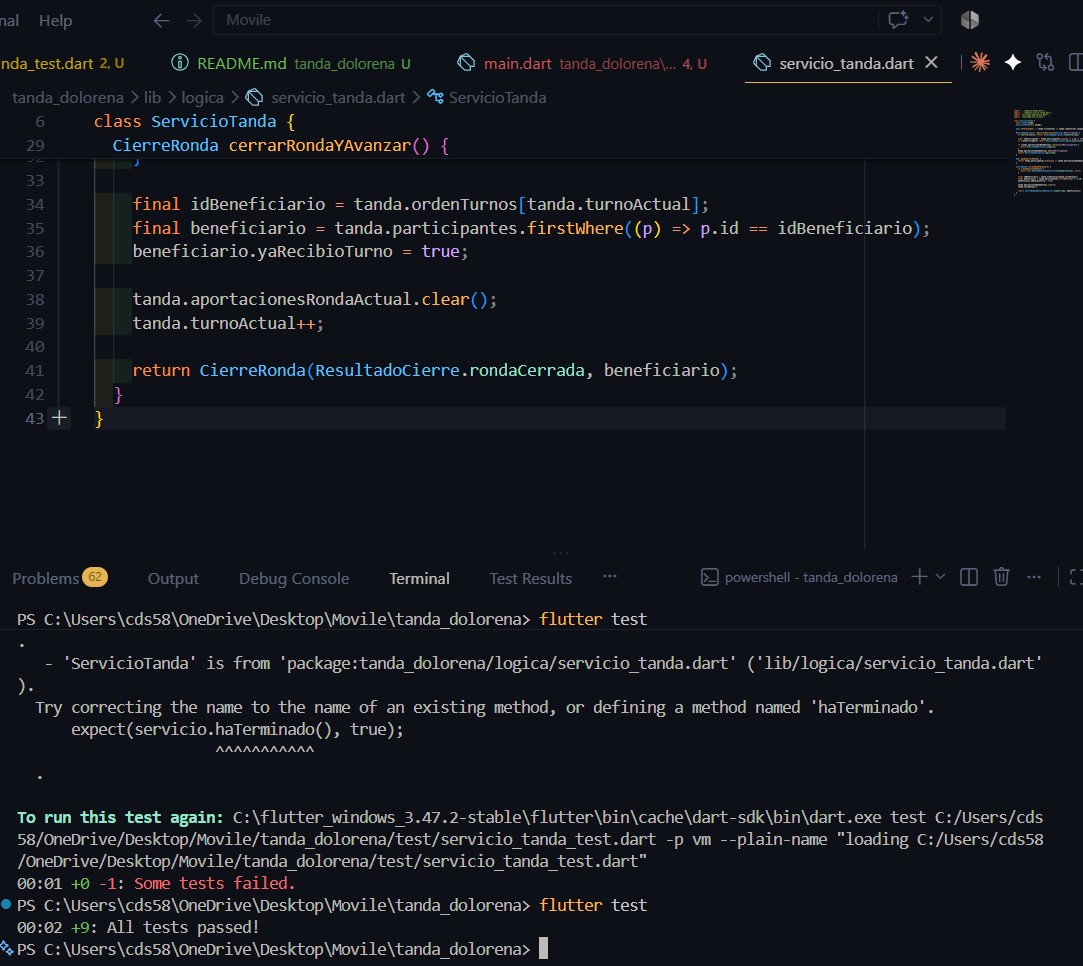 nal Help Movile
nda_test.dart 2, U README.md tanda_dolorena U main.dart tanda_dolorena\... 4, U servicio_tanda.dart
tanda_dolorena > lib > logica > servicio_tanda.dart > ServicioTanda
6 class ServicioTanda {
29 CierreRonda cerrarRondaYAvanzar() {
32 }
33
34 final idBeneficiario = tanda.ordenTurnos[tanda.turnoActual];
35 final beneficiario = tanda.participantes.firstWhere((p) => p.id == idBeneficiario);
36 beneficiario.yaRecibioTurno = true;
37
38 tanda.aportacionesRondaActual.clear();
39 tanda.turnoActual++;
40
41 return CierreRonda(ResultadoCierre.rondaCerrada, beneficiario);
42 }
43 }
Problems 62 Output Debug Console Terminal Test Results ... powershell - tanda_dolorena
PS C:\Users\cds58\OneDrive\Desktop\Movile\tanda_dolorena> flutter test
.
- 'ServicioTanda' is from 'package:tanda_dolorena/logica/servicio_tanda.dart' ('lib/logica/servicio_tanda.dart'
).
Try correcting the name to the name of an existing method, or defining a method named 'haTerminado'.
expect(servicio.haTerminado(), true);
^^^^^^^^^^^
.
To run this test again: C:\flutter_windows_3.47.2-stable\flutter\bin\cache\dart-sdk\bin\dart.exe test C:/Users/cds
58/OneDrive/Desktop/Movile/tanda_dolorena/test/servicio_tanda_test.dart -p vm --plain-name "loading C:/Users/cds58
/OneDrive/Desktop/Movile/tanda_dolorena/test/servicio_tanda_test.dart"
00:01 +0 -1: Some tests failed.
PS C:\Users\cds58\OneDrive\Desktop\Movile\tanda_dolorena> flutter test
00:02 +9: All tests passed!
PS C:\Users\cds58\OneDrive\Desktop\Movile\tanda_dolorena>